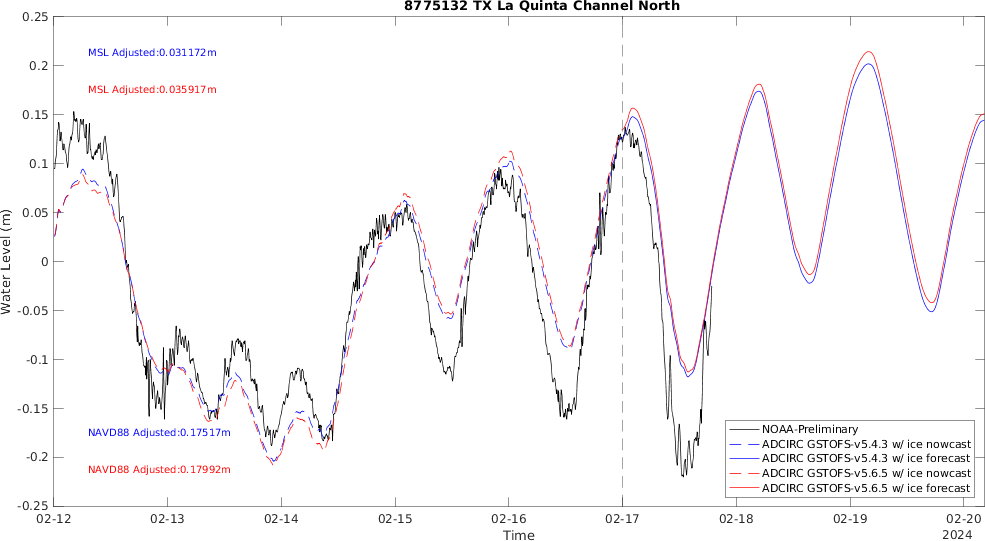 8775132 TX La Quinta Channel North
MSL Adjusted:0.031172m
MSL Adjusted:0.035917m
NAVD88 Adjusted:0.17517m
NAVD88 Adjusted:0.17992m
Water Level (m)
0.25
0.2
0.15
0.1
0.05
0
-0.05
-0.1
-0.15
-0.2
-0.25
NOAA-Preliminary
ADCIRC GSTOFS-v5.4.3 w/ ice nowcast
ADCIRC GSTOFS-v5.4.3 w/ ice forecast
ADCIRC GSTOFS-v5.6.5 w/ ice nowcast
ADCIRC GSTOFS-v5.6.5 w/ ice forecast
02-12 02-13 02-14 02-15 02-16 02-17 02-18 02-19 02-20
Time
2024